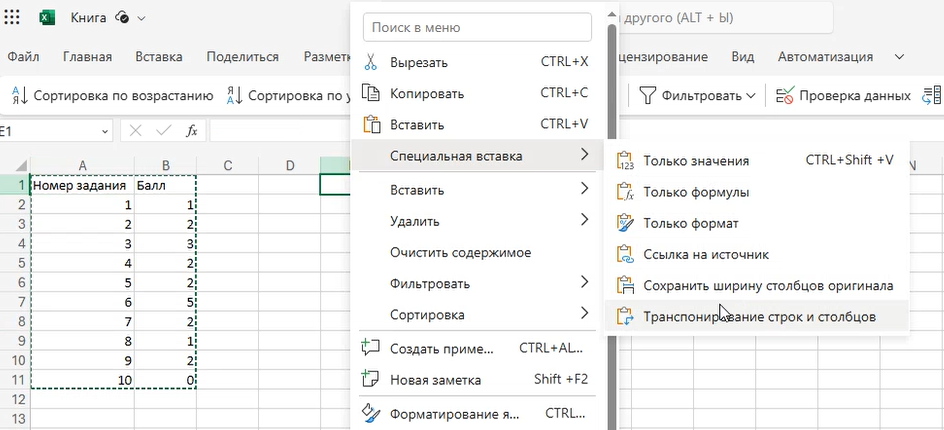 Книга
другого (ALT + Ы)
Файл Главная Вставка Поделиться Разметк
цензирование Вид Автоматизация
Сортировка по возрастанию Сортировка по у
Фильтровать Проверка данных
E1 fx
A B C D N
1 Номер задания Балл
2 1 1
3 2 2
4 3 3
5 4 2
6 5 2
7 6 5
8 7 2
9 8 1
10 9 2
11 10 0
12
13
Поиск в меню
Вырезать CTRL+X
Копировать CTRL+C
Вставить CTRL+V
Специальная вставка
Вставить
Удалить
Очистить содержимое
Фильтровать
Сортировка
Создать приме... CTRL+AL...
Новая заметка Shift +F2
Форматирование я... CTRL...
Только значения CTRL+Shift +V
Только формулы
Только формат
Ссылка на источник
Сохранить ширину столбцов оригинала
Транспонирование строк и столбцов